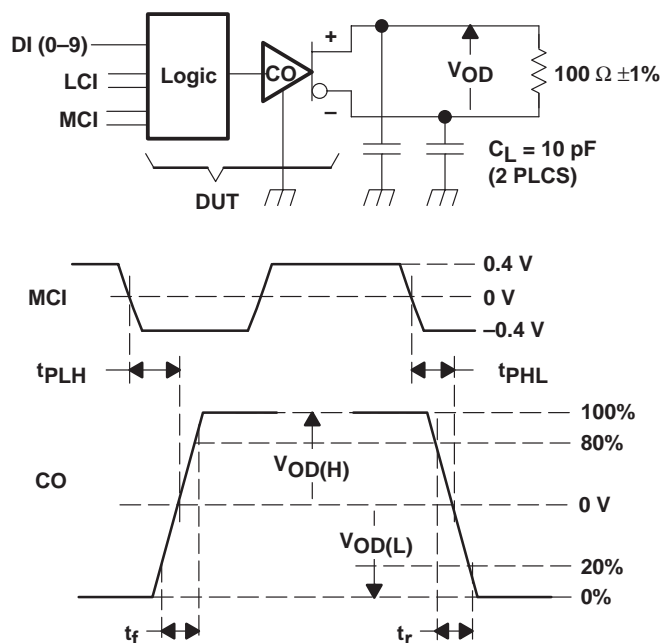 DI (0–9)
LCI
MCI
Logic
CO
+
–
VOD
100 Ω ±1%
CL = 10 pF
(2 PLCS)
DUT
MCI
0.4 V
0 V
–0.4 V
tPLH
tPHL
CO
100%
80%
VOD(H)
0 V
VOD(L)
20%
0%
tf
tr